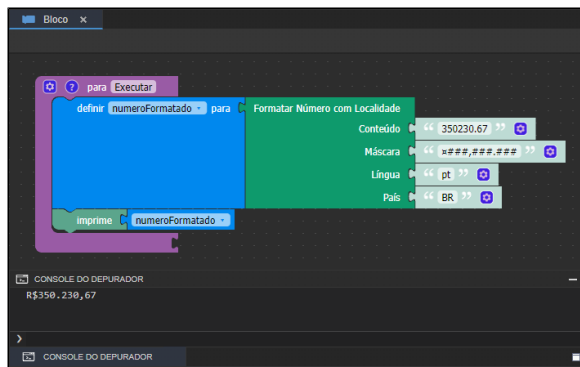 Bloco ×
? para Executar
definir numeroFormatado para Formatar Número com Localidade
Conteúdo “ 350230.67 ”
Máscara “ ¤###,###.### ”
Língua “ pt ”
País “ BR ”
imprime numeroFormatado
CONSOLE DO DEPURADOR
R$350.230,67
CONSOLE DO DEPURADOR